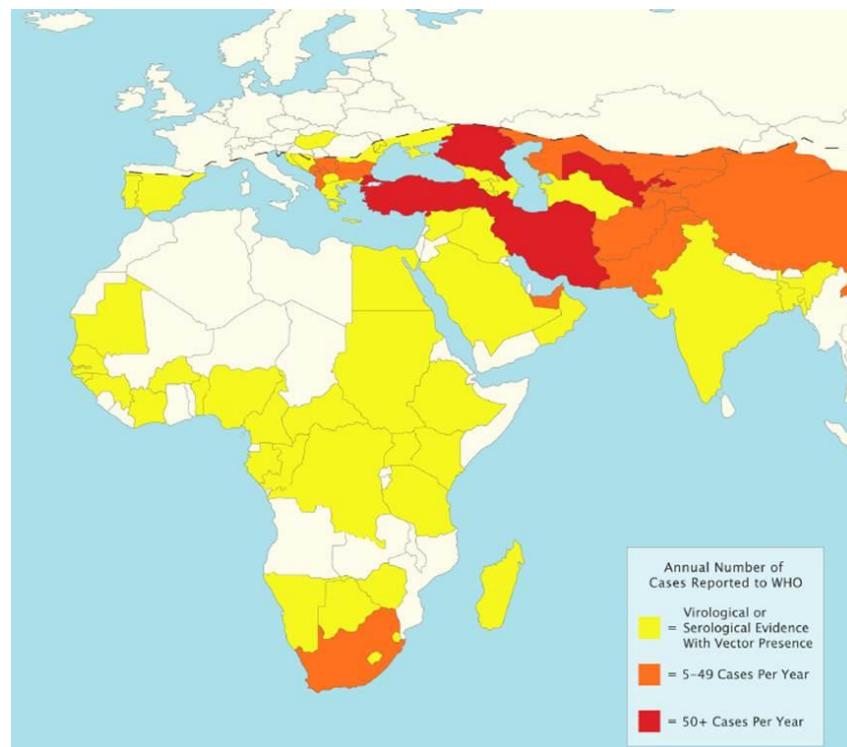 Annual Number of
Cases Reported to WHO
Virological or
= Serological Evidence
With Vector Presence
= 5–49 Cases Per Year
= 50+ Cases Per Year